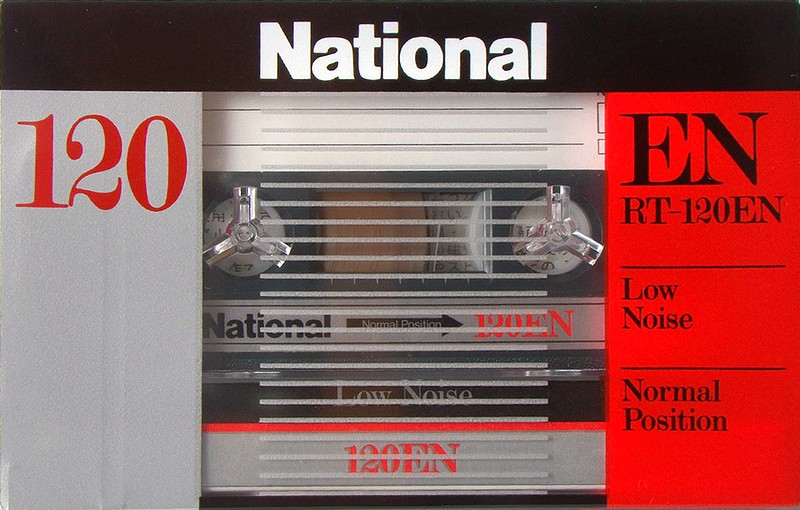 National
120
EN
RT-120EN
Low
Noise
Normal
Position
National Normal Position 120EN
Low Noise
120EN